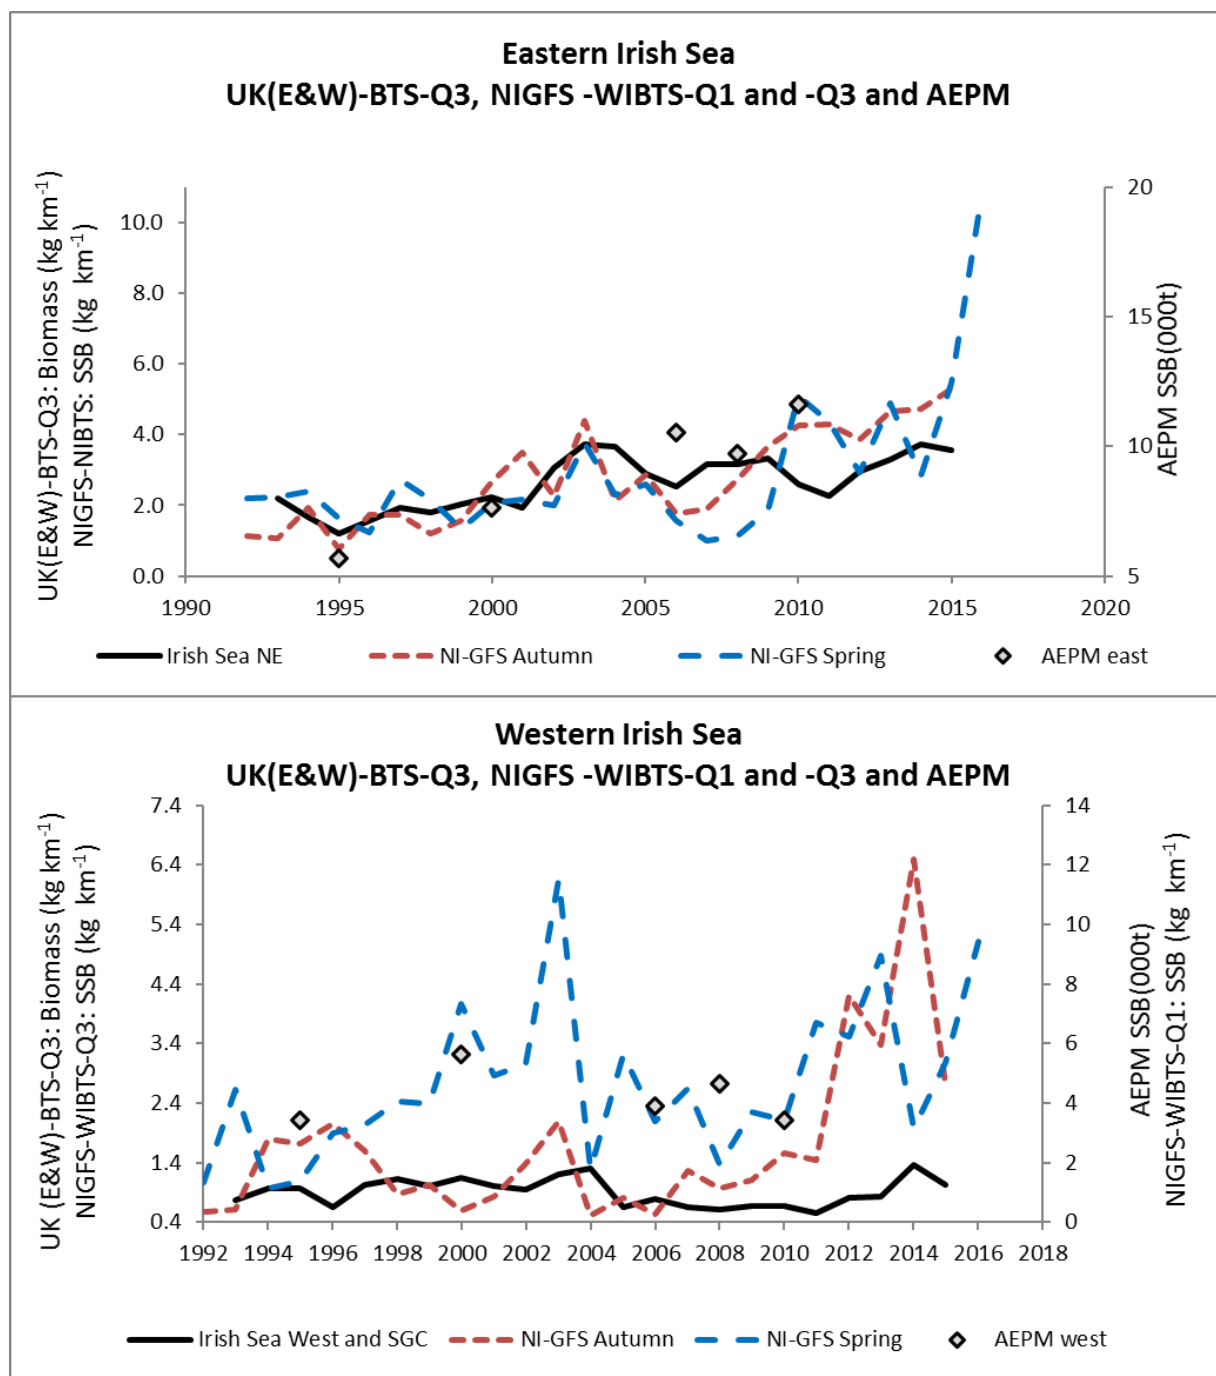 Eastern Irish Sea
UK(E&W)-BTS-Q3, NIGFS -WIBTS-Q1 and -Q3 and AEPM
UK(E&W)-BTS-Q3: Biomass (kg km-1)
NIGFS-NIBTS: SSB (kg km-1)
10.0
8.0
6.0
4.0
2.0
0.0
20
15
10
5
AEPM SSB(000t)
1990 1995 2000 2005 2010 2015 2020
Irish Sea NE NI-GFS Autumn NI-GFS Spring AEPM east
Western Irish Sea
UK(E&W)-BTS-Q3, NIGFS -WIBTS-Q1 and -Q3 and AEPM
UK (E&W)-BTS-Q3: Biomass (kg km-1)
NIGFS-WIBTS-Q3: SSB (kg km-1)
7.4
6.4
5.4
4.4
3.4
2.4
1.4
0.4
14
12
10
8
6
4
2
0
AEPM SSB(000t)
NIGFS-WIBTS-Q1: SSB (kg km-1)
1992 1994 1996 1998 2000 2002 2004 2006 2008 2010 2012 2014 2016 2018
Irish Sea West and SGC NI-GFS Autumn NI-GFS Spring AEPM west